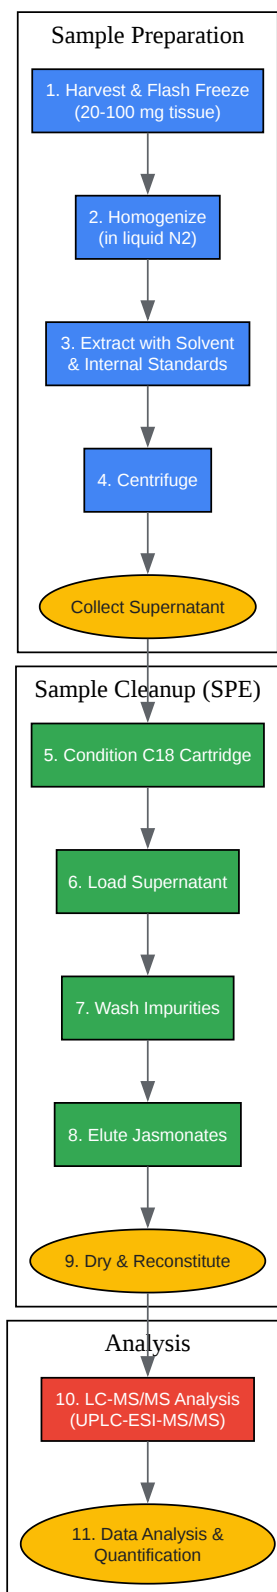 Sample Preparation
1. Harvest & Flash Freeze
(20-100 mg tissue)
2. Homogenize
(in liquid N2)
3. Extract with Solvent
& Internal Standards
4. Centrifuge
Collect Supernatant
Sample Cleanup (SPE)
5. Condition C18 Cartridge
6. Load Supernatant
7. Wash Impurities
8. Elute Jasmonates
9. Dry & Reconstitute
Analysis
10. LC-MS/MS Analysis
(UPLC-ESI-MS/MS)
11. Data Analysis &
Quantification